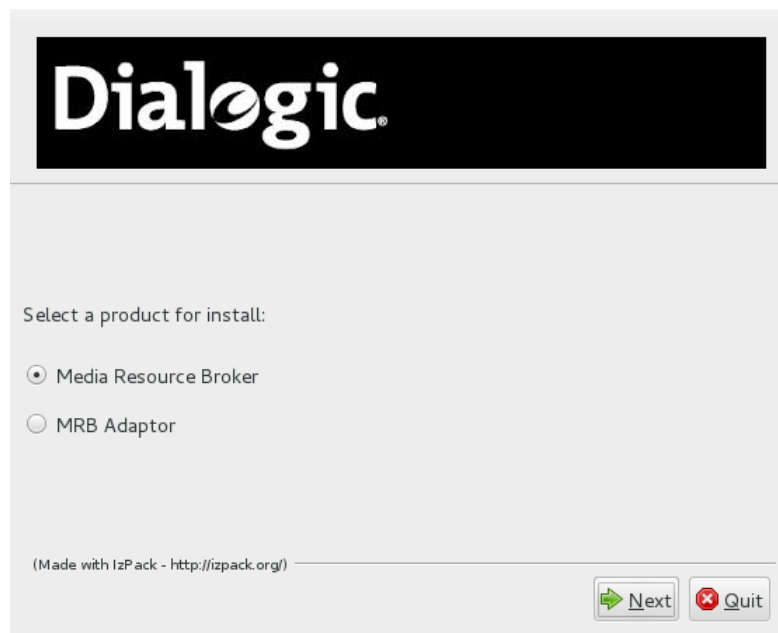 Dialogic®
Select a product for install:
Media Resource Broker
MRB Adaptor
(Made with IzPack - http://izpack.org/)
Next
Quit